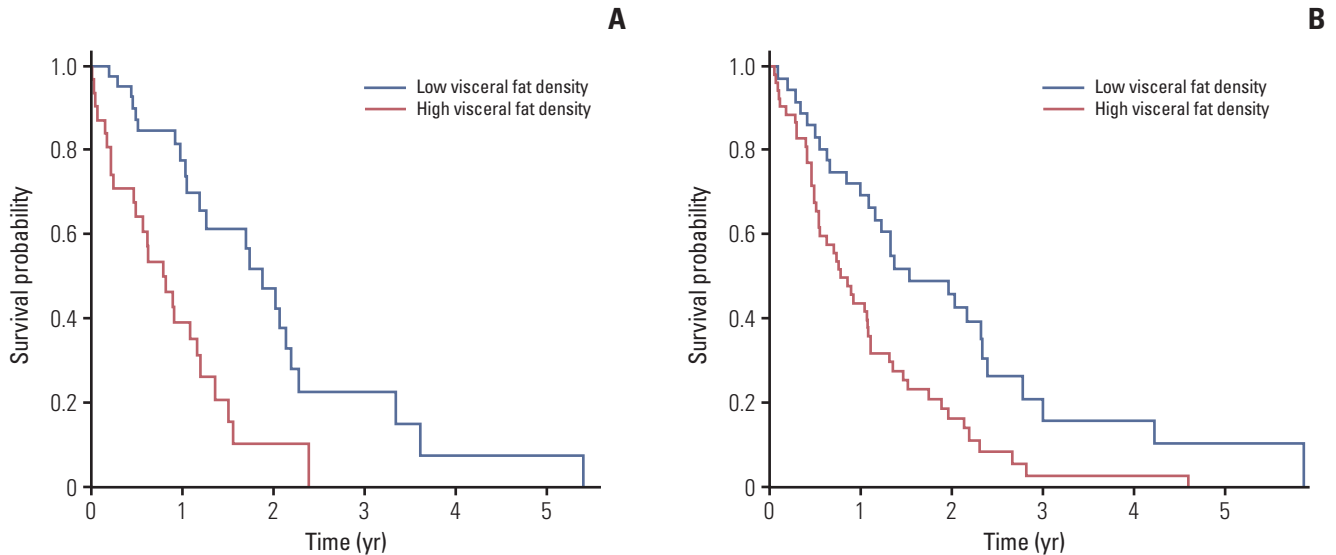 A
1.0
0.8
0.6
0.4
0.2
0
Survival probability
Low visceral fat density
High visceral fat density
0 1 2 3 4 5
Time (yr)
B
1.0
0.8
0.6
0.4
0.2
0
Survival probability
Low visceral fat density
High visceral fat density
0 1 2 3 4 5
Time (yr)